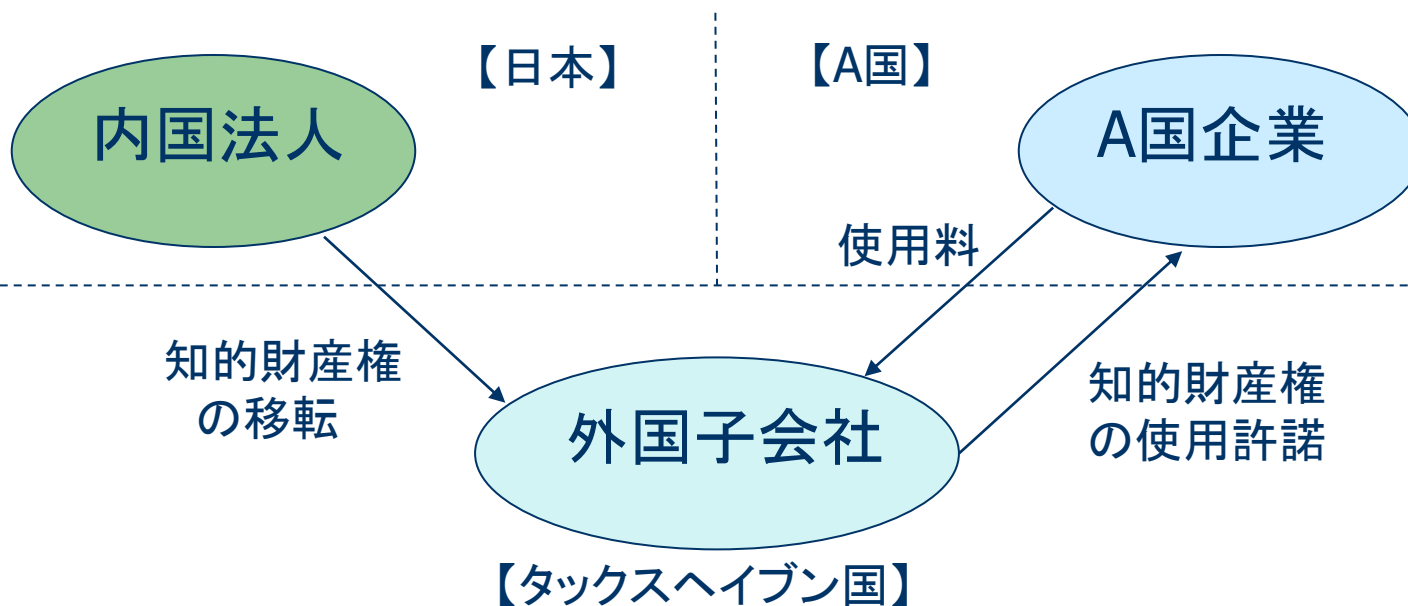 【日本】
【A国】
内国法人
A国企業
使用料
知的財産権
の移転
知的財産権
の使用許諾
外国子会社
【タックスヘイブン国】